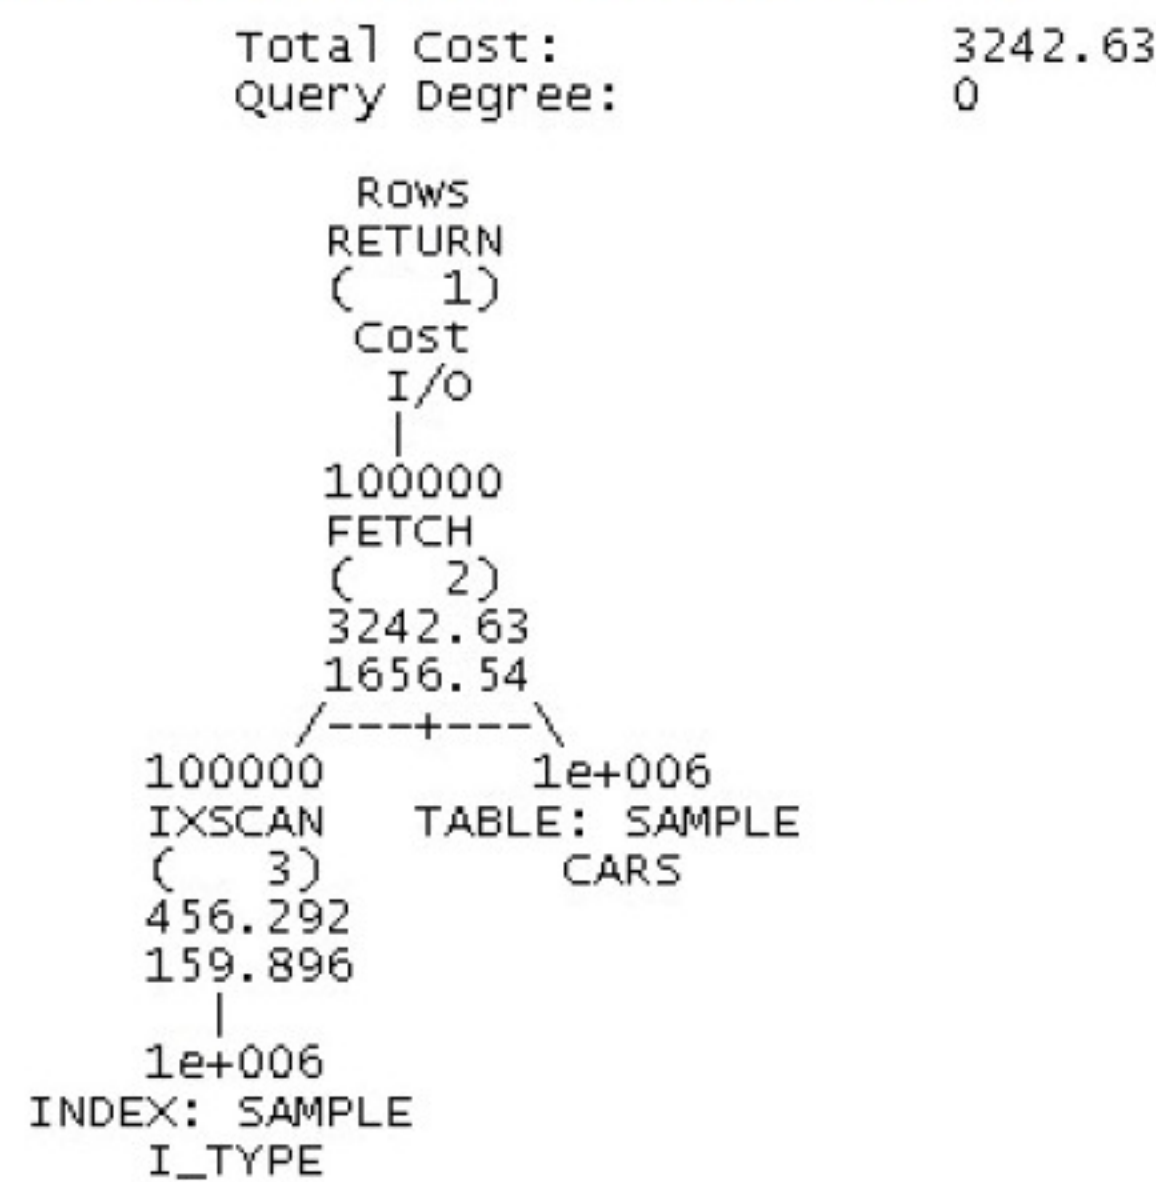 Total Cost: 3242.63
Query Degree: 0
Rows
RETURN
( 1)
Cost
I/O
|
100000
FETCH
( 2)
3242.63
1656.54
/---+---\
100000 1e+006
IXSCAN TABLE: SAMPLE
( 3) CARS
456.292
159.896
|
1e+006
INDEX: SAMPLE
I_TYPE